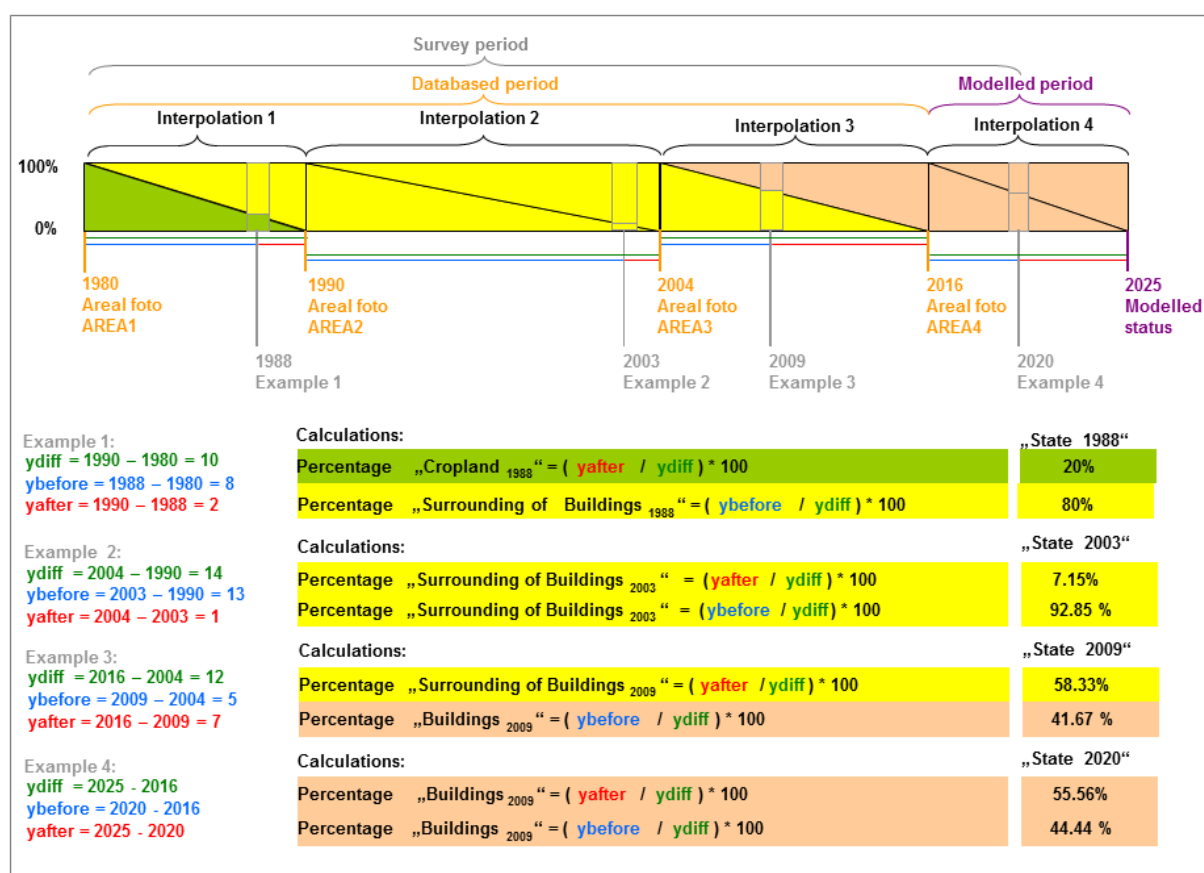 Survey period
Databased period
Modelled period
Interpolation 1
Interpolation 2
Interpolation 3
Interpolation 4
100%
0%
1980
Areal foto
AREA1
1990
Areal foto
AREA2
2004
Areal foto
AREA3
2016
Areal foto
AREA4
2025
Modelled
status
1988
Example 1
2003
Example 2
2009
Example 3
2020
Example 4
Example 1:
ydiff = 1990 – 1980 = 10
ybefore = 1988 – 1980 = 8
yafter = 1990 – 1988 = 2
Calculations:
„State 1988“
Percentage „Cropland 1988“ = ( yafter / ydiff ) * 100 20%
Percentage „Surrounding of Buildings 1988“ = ( ybefore / ydiff ) * 100 80%
Example 2:
ydiff = 2004 – 1990 = 14
ybefore = 2003 – 1990 = 13
yafter = 2004 – 2003 = 1
Calculations:
„State 2003“
Percentage „Surrounding of Buildings 2003“ = (yafter / ydiff) * 100 7.15%
Percentage „Surrounding of Buildings 2003“ = (ybefore / ydiff) * 100 92.85 %
Example 3:
ydiff = 2016 – 2004 = 12
ybefore = 2009 – 2004 = 5
yafter = 2016 – 2009 = 7
Calculations:
„State 2009“
Percentage „Surrounding of Buildings 2009“ = ( yafter / ydiff ) * 100 58.33%
Percentage „Buildings 2009“ = ( ybefore / ydiff ) * 100 41.67 %
Example 4:
ydiff = 2025 - 2016
ybefore = 2020 - 2016
yafter = 2025 - 2020
Calculations:
„State 2020“
Percentage „Buildings 2009“ = ( yafter / ydiff ) * 100 55.56%
Percentage „Buildings 2009“ = ( ybefore / ydiff ) * 100 44.44 %